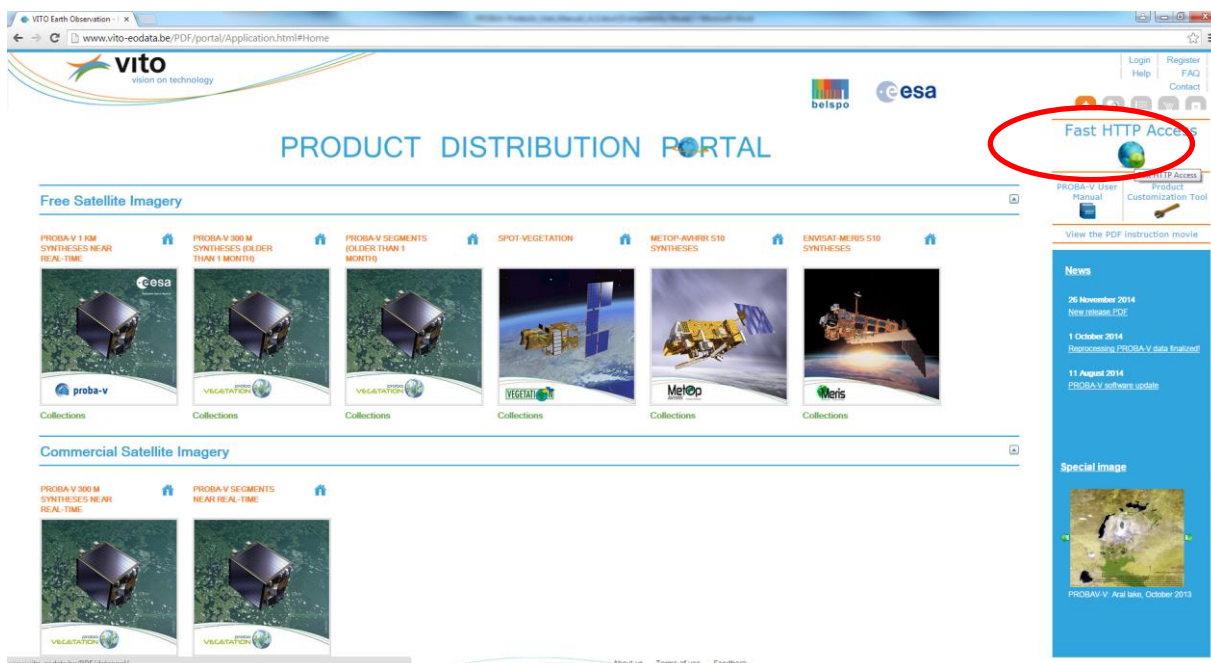 VITO Earth Observation - 
www.vito-eodata.be/PDF/portal/Application.html#Home
vito
vision on technology
belspo
esa
Login Register
Help FAQ
Contact
PRODUCT DISTRIBUTION PORTAL
Fast HTTP Access
HTTP Access
PROBA-V User Manual
Product Customization Tool
View the PDF instruction movie
Free Satellite Imagery
PROBA-V 1 KM
SYNTHESES NEAR
REAL-TIME
PROBA-V 300 M
SYNTHESES (OLDER
THAN 1 MONTH)
PROBA-V SEGMENTS
(OLDER THAN 1
MONTH)
SPOT-VEGETATION
METOP-AVHRR S10
SYNTHESES
ENVISAT-MERIS S10
SYNTHESES
esa
proba-v
VEGETATION
VEGETATION
VEGETATI
MetOp
Meris
Collections
Collections
Collections
Collections
Collections
Collections
Commercial Satellite Imagery
PROBA-V 300 M
SYNTHESES NEAR
REAL-TIME
PROBA-V SEGMENTS
NEAR REAL-TIME
VEGETATION
VEGETATION
News
26 November 2014
New release PDF
1 October 2014
Reprocessing PROBA-V data finalized!
11 August 2014
PROBA-V software update
Special image
PROBAV-V: Aral lake, October 2013
About us Terms of use Feedback